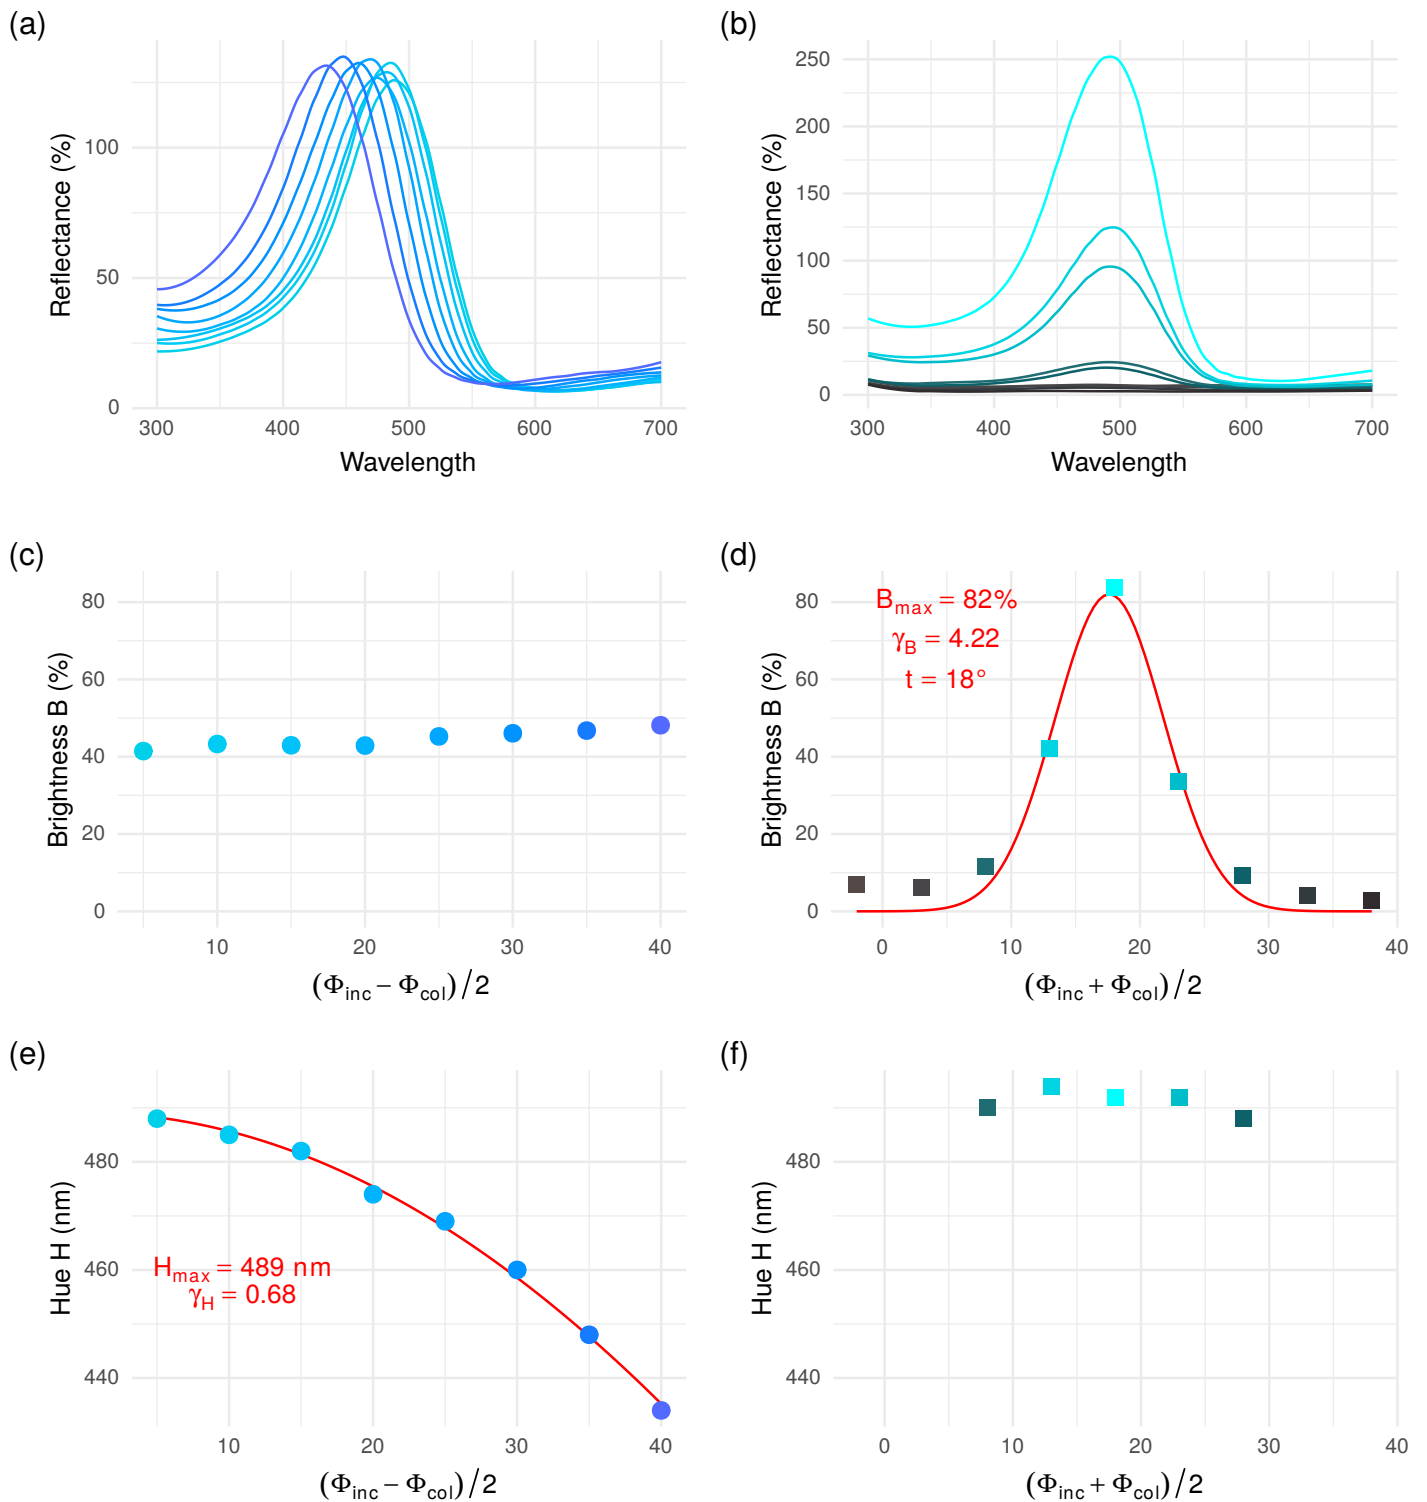 (a)
Reflectance (%)
100
50
0
300 400 500 600 700
Wavelength
(b)
Reflectance (%)
250
200
150
100
50
0
300 400 500 600 700
Wavelength
(c)
Brightness B (%)
80
60
40
20
0
10 20 30 40
(Φinc − Φcol)/2
(d)
Brightness B (%)
80
60
40
20
0
Bmax = 82%
γB = 4.22
t = 18°
0 10 20 30 40
(Φinc + Φcol)/2
(e)
Hue H (nm)
480
460
440
Hmax = 489 nm
γH = 0.68
10 20 30 40
(Φinc − Φcol)/2
(f)
Hue H (nm)
480
460
440
0 10 20 30 40
(Φinc + Φcol)/2